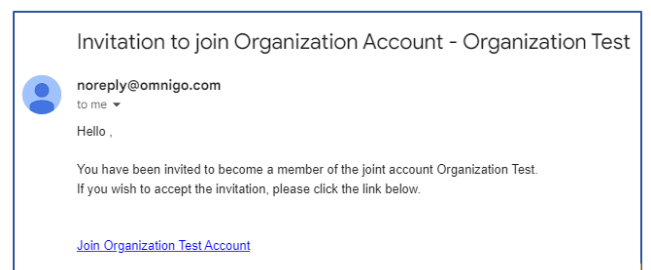 Invitation to join Organization Account - Organization Test
noreply@omnigo.com
to me
Hello ,
You have been invited to become a member of the joint account Organization Test.
If you wish to accept the invitation, please click the link below.
Join Organization Test Account